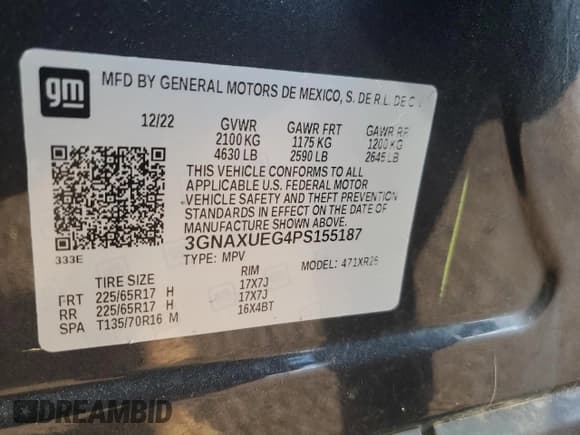 gm
MFD BY GENERAL MOTORS DE MEXICO, S. DE R.L. DE C.V.
12/22 GVWR GAWR FRT GAWR RR
2100 KG 1175 KG 1200 KG
4630 LB 2590 LB 2645 LB
THIS VEHICLE CONFORMS TO ALL
APPLICABLE U.S. FEDERAL MOTOR
VEHICLE SAFETY AND THEFT PREVENTION
STANDARDS IN EFFECT ON THE DATE OF
MANUFACTURE SHOWN ABOVE.
333E
3GNAXUEG4PS155187
TYPE: MPV MODEL: 471XR26
TIRE SIZE RIM
FRT 225/65R17 H 17X7J
RR 225/65R17 H 17X7J
SPA T135/70R16 M 16X4BT
DREAMBID